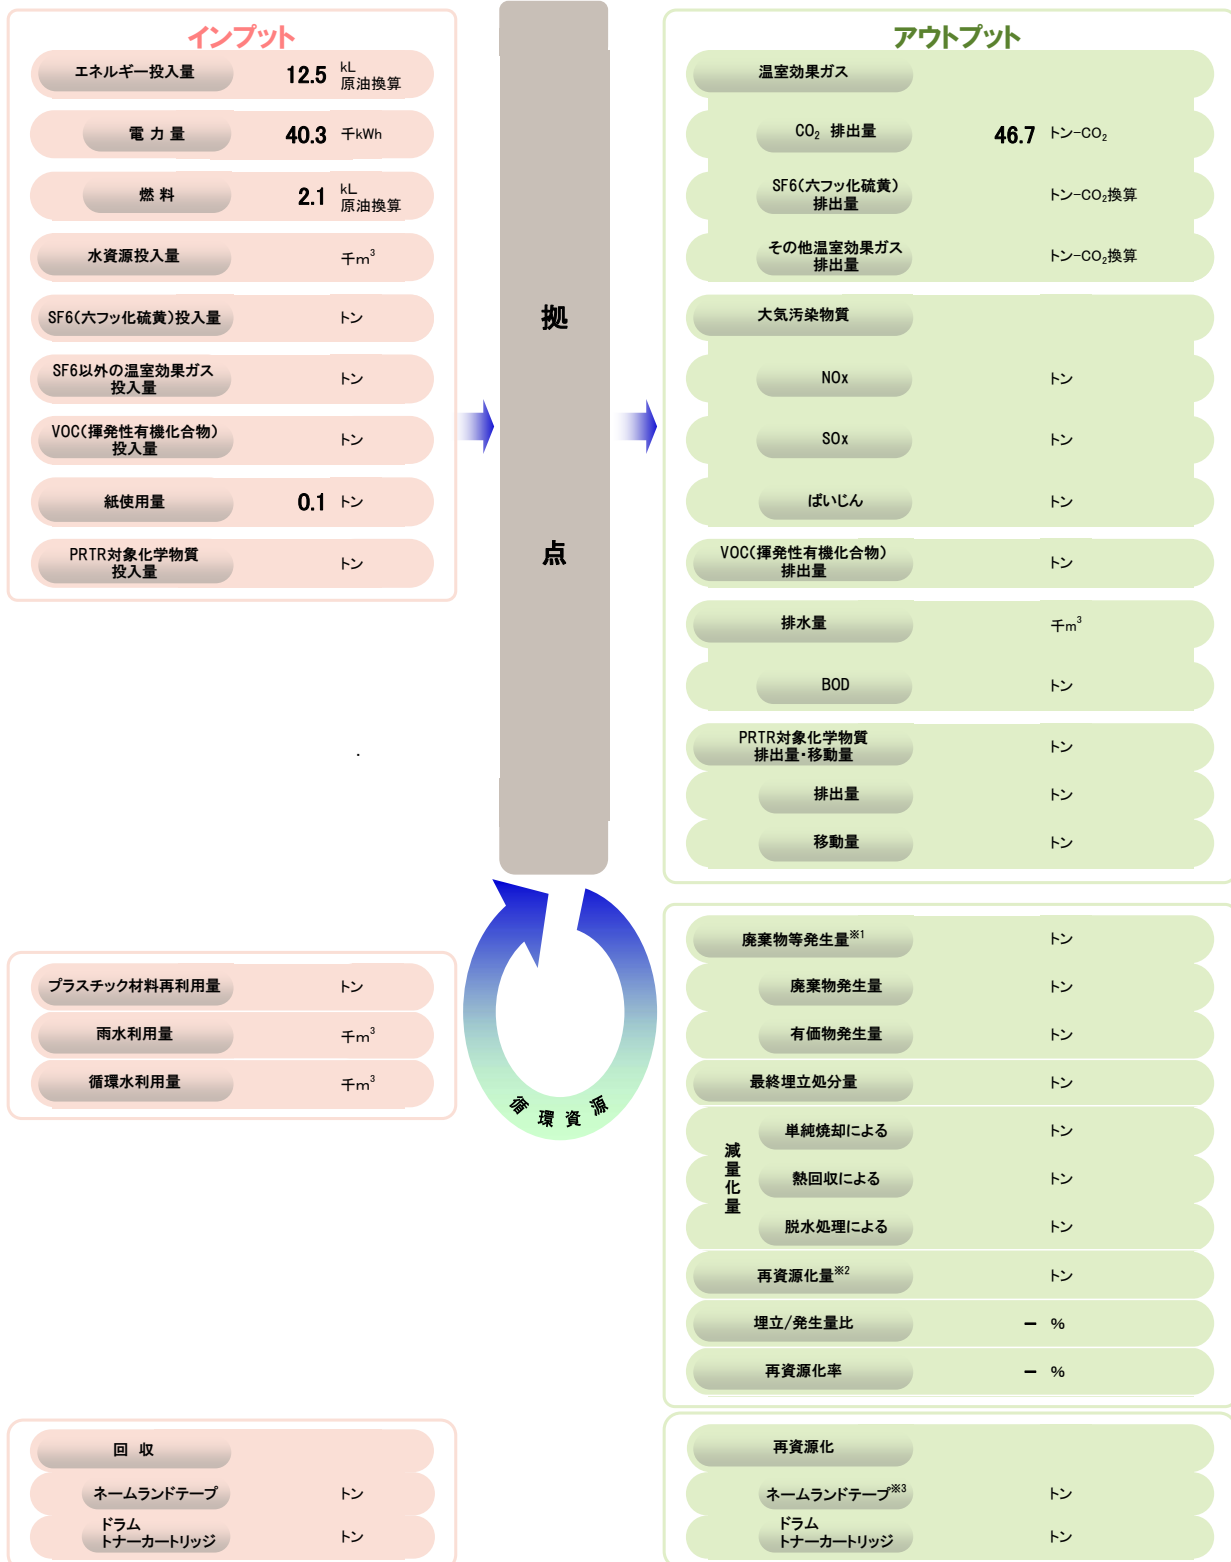 インプット
エネルギー投入量 12.5 kL
原油換算
電 力 量 40.3 千kWh
燃 料 2.1 kL
原油換算
水資源投入量 千m³
SF6(六フッ化硫黄)投入量 トン
SF6以外の温室効果ガス
投入量 トン
VOC(揮発性有機化合物)
投入量 トン
紙使用量 0.1 トン
PRTR対象化学物質
投入量 トン
拠
点
アウトプット
温室効果ガス
CO₂ 排出量 46.7 トン-CO₂
SF6(六フッ化硫黄)
排出量 トン-CO₂換算
その他温室効果ガス
排出量 トン-CO₂換算
大気汚染物質
NOx トン
SOx トン
ばいじん トン
VOC(揮発性有機化合物)
排出量 トン
排水量 千m³
BOD トン
PRTR対象化学物質
排出量・移動量 トン
排出量 トン
移動量 トン
プラスチック材料再利用量 トン
雨水利用量 千m³
循環水利用量 千m³
循環資源
廃棄物等発生量※1 トン
廃棄物発生量 トン
有価物発生量 トン
最終埋立処分量 トン
減量化量
単純焼却による トン
熱回収による トン
脱水処理による トン
再資源化量※2 トン
埋立/発生量比 － %
再資源化率 － %
回 収
ネームランドテープ トン
ドラム
トナーカートリッジ トン
再資源化
ネームランドテープ※3 トン
ドラム
トナーカートリッジ トン